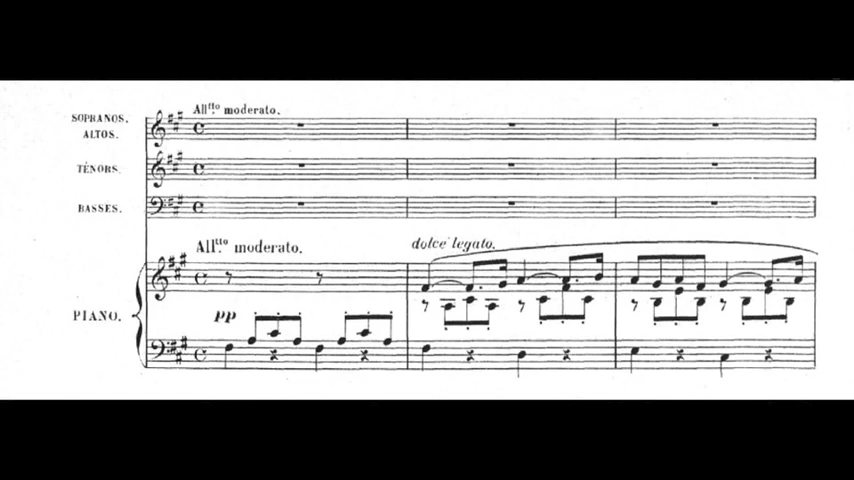 All.tto moderato.
SOPRANOS.
ALTOS.
TÉNORS.
BASSES.
All.tto moderato.
dolce legato.
PIANO.
pp